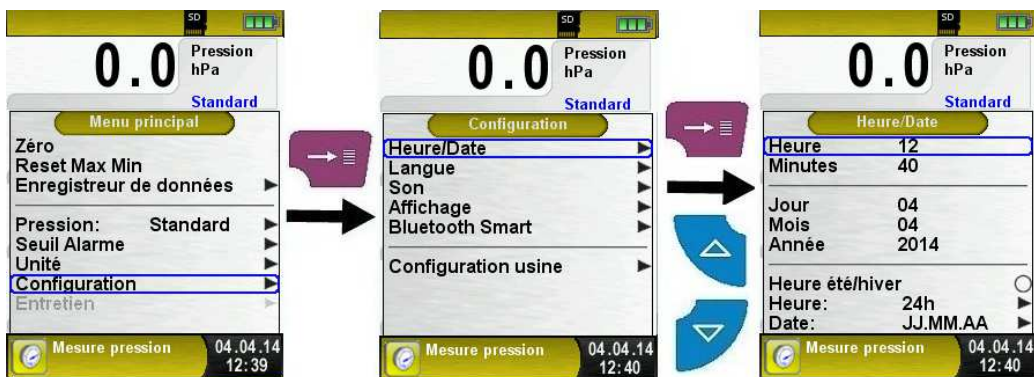 SD
0.0
Pression
hPa
Standard
Menu principal
Zéro
Reset Max Min
Enregistreur de données
Pression: Standard
Seuil Alarme
Unité
Configuration
Entretien
Mesure pression
04.04.14
12:39
SD
0.0
Pression
hPa
Standard
Configuration
Heure/Date
Langue
Son
Affichage
Bluetooth Smart
Configuration usine
Mesure pression
04.04.14
12:40
SD
0.0
Pression
hPa
Standard
Heure/Date
Heure 12
Minutes 40
Jour 04
Mois 04
Année 2014
Heure été/hiver
Heure: 24h
Date: JJ.MM.AA
Mesure pression
04.04.14
12:40